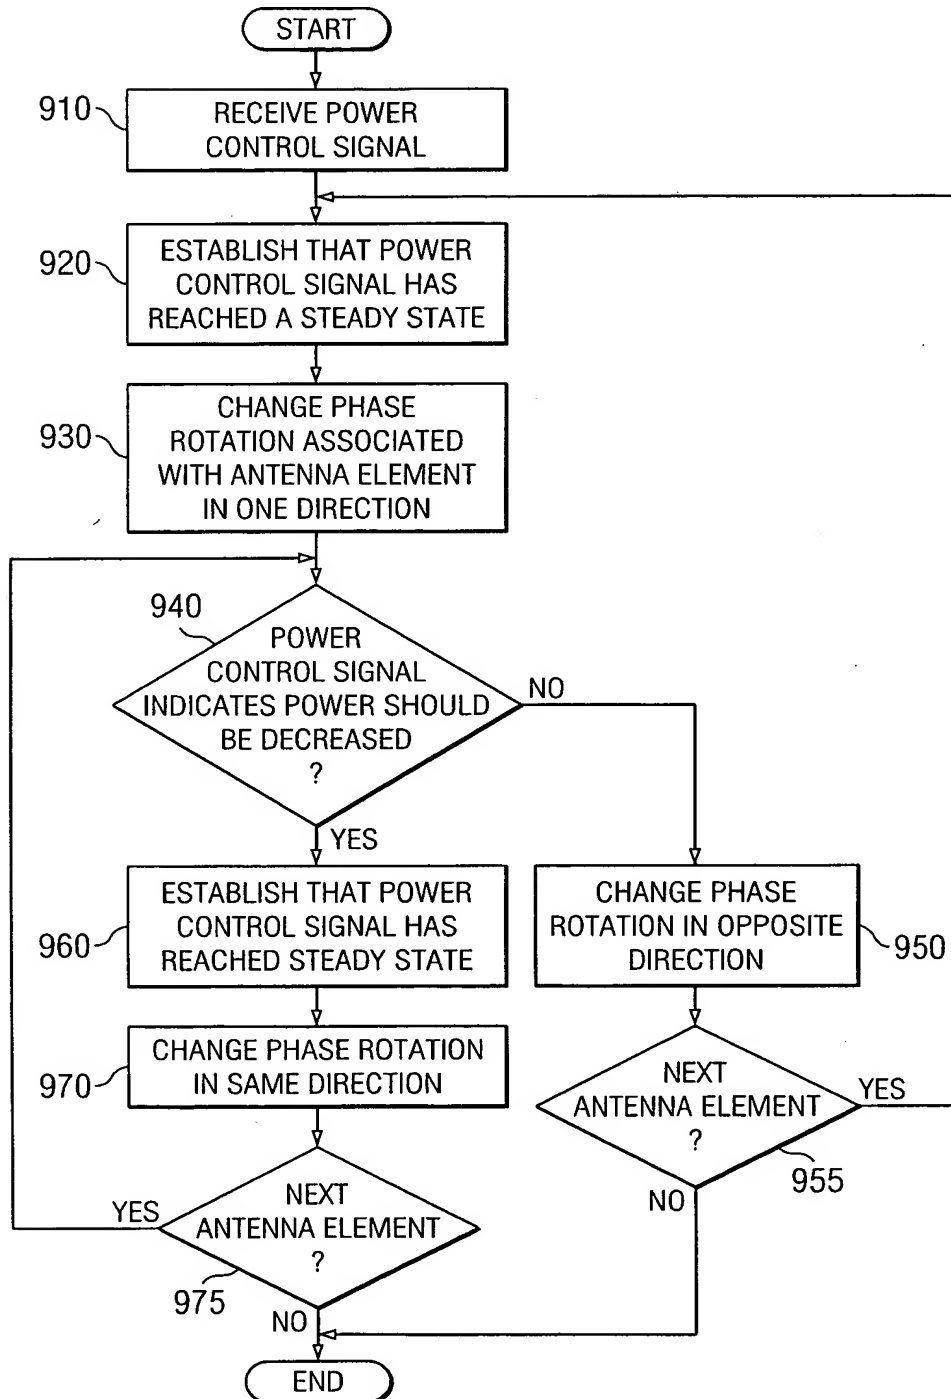 START
910
RECEIVE POWER
CONTROL SIGNAL
920
ESTABLISH THAT POWER
CONTROL SIGNAL HAS
REACHED A STEADY STATE
930
CHANGE PHASE
ROTATION ASSOCIATED
WITH ANTENNA ELEMENT
IN ONE DIRECTION
940
POWER
CONTROL SIGNAL
INDICATES POWER SHOULD
BE DECREASED
?
NO
YES
960
ESTABLISH THAT POWER
CONTROL SIGNAL HAS
REACHED STEADY STATE
CHANGE PHASE
ROTATION IN OPPOSITE
DIRECTION
950
970
CHANGE PHASE ROTATION
IN SAME DIRECTION
NEXT
ANTENNA ELEMENT
?
YES
955
NO
YES
NEXT
ANTENNA ELEMENT
?
975
NO
END